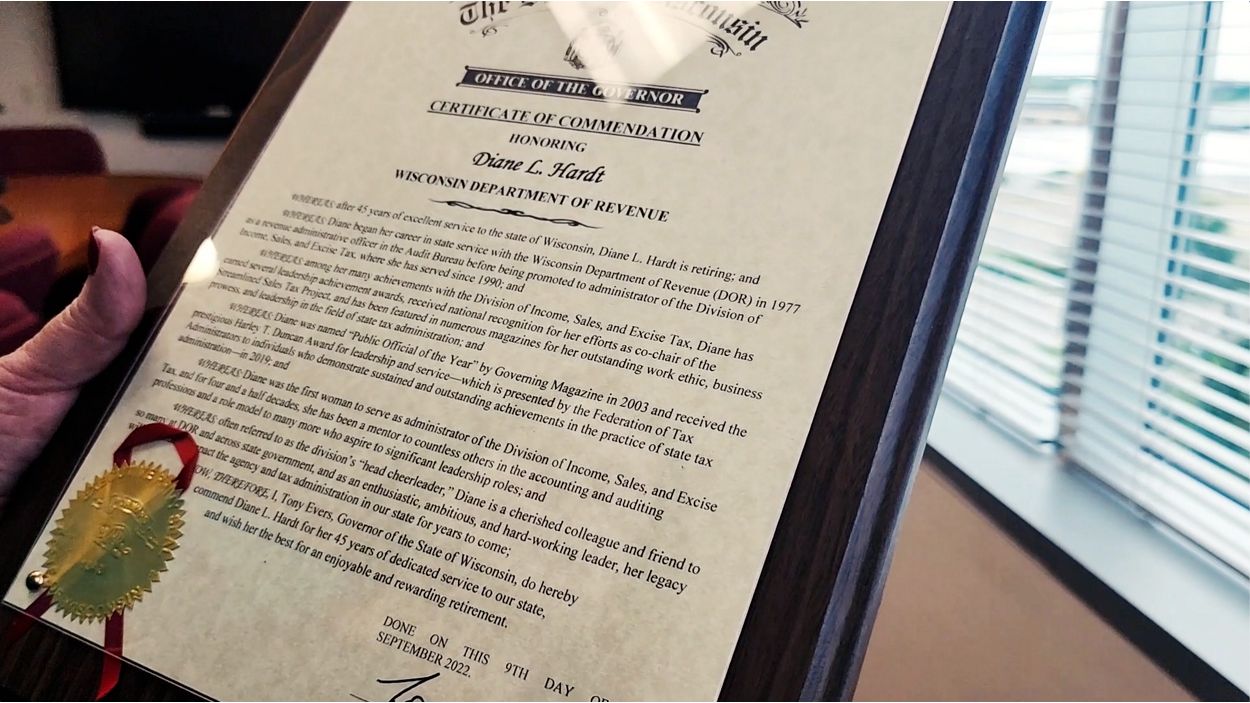 The Wisconsin
OFFICE OF THE GOVERNOR
CERTIFICATE OF COMMENDATION
HONORING
Diane L. Hardt
WISCONSIN DEPARTMENT OF REVENUE
WHEREAS, after 45 years of excellent service to the state of Wisconsin, Diane L. Hardt is retiring; and
WHEREAS, Diane began her career in state service with the Wisconsin Department of Revenue (DOR) in 1977
as a revenue administrative officer in the Audit Bureau before being promoted to administrator of the Division of
Income, Sales, and Excise Tax, where she has served since 1990; and
WHEREAS, among her many achievements with the Division of Income, Sales, and Excise Tax, Diane has
earned several leadership achievement awards, received national recognition for her efforts as co-chair of the
Streamlined Sales Tax Project, and has been featured in numerous magazines for her outstanding work ethic, business
prowess, and leadership in the field of state tax administration; and
WHEREAS, Diane was named "Public Official of the Year" by Governing Magazine in 2003 and received the
prestigious Harley T. Duncan Award for leadership and service—which is presented by the Federation of Tax
Administrators to individuals who demonstrate sustained and outstanding achievements in the practice of state tax
administration—in 2019; and
WHEREAS, Diane was the first woman to serve as administrator of the Division of Income, Sales, and Excise
Tax, and for four and a half decades, she has been a mentor to countless others in the accounting and auditing
professions and a role model to many more who aspire to significant leadership roles; and
WHEREAS, often referred to as the division's "head cheerleader," Diane is a cherished colleague and friend to
so many at DOR and across state government, and as an enthusiastic, ambitious, and hard-working leader, her legacy
the agency and tax administration in our state for years to come;
THEREFORE, I, Tony Evers, Governor of the State of Wisconsin, do hereby
commend Diane L. Hardt for her 45 years of dedicated service to our state,
and wish her the best for an enjoyable and rewarding retirement.
DONE ON THIS 9TH DAY OF
SEPTEMBER 2022.
WISCONSIN